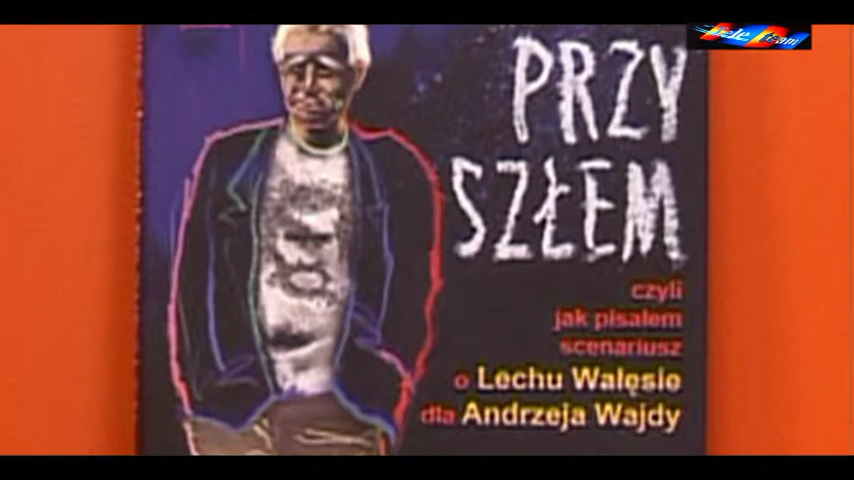 PRZY
SZŁEM
czyli
jak pisałem
scenariusz
o Lechu Wałęsie
dla Andrzeja Wajdy